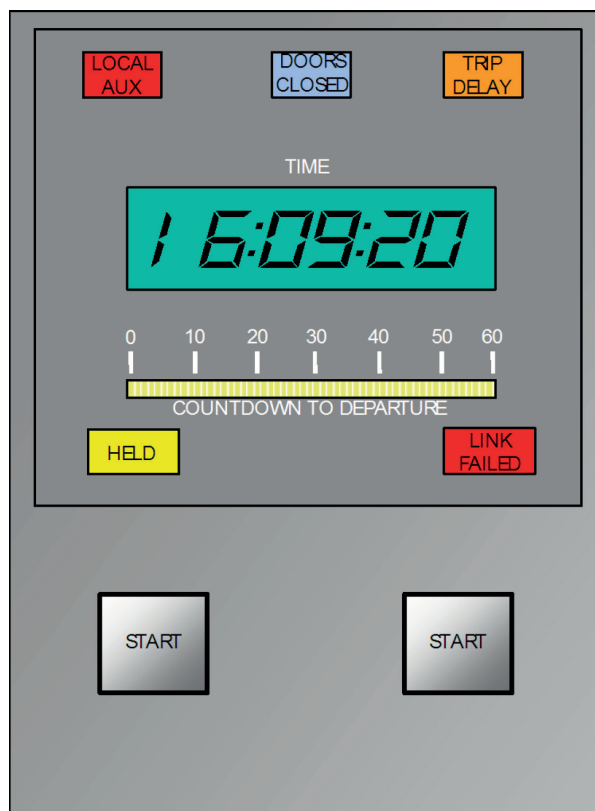 LOCAL
AUX
DOORS
CLOSED
TRIP
DELAY
TIME
16:09:20
0 10 20 30 40 50 60
COUNTDOWN TO DEPARTURE
HELD
LINK
FAILED
START
START